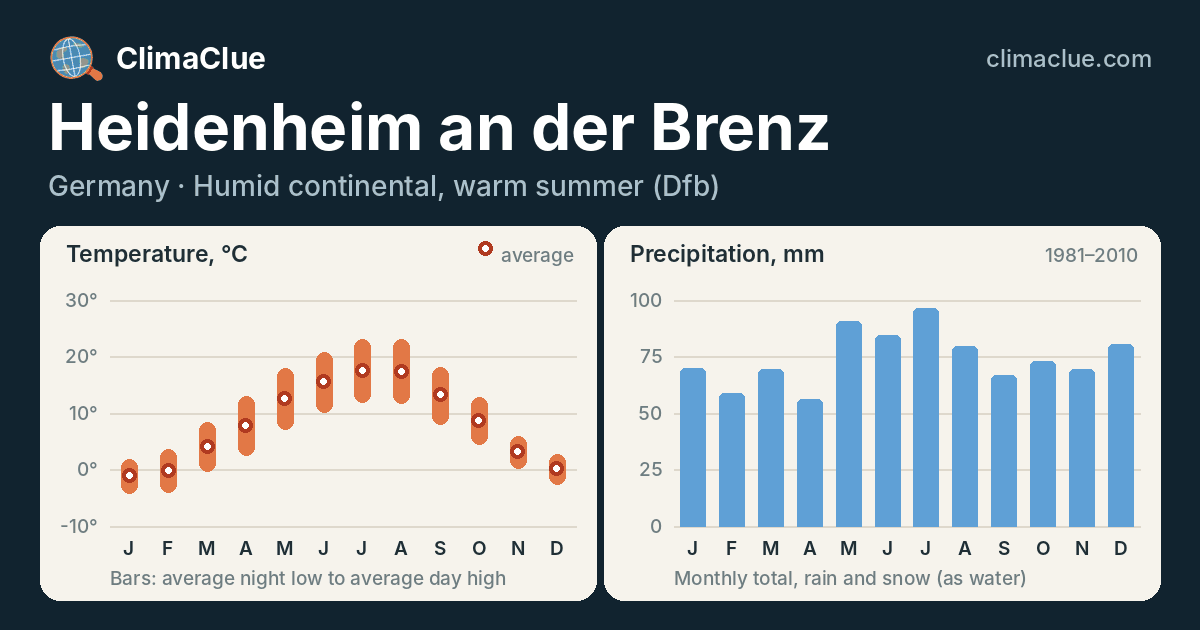 ClimaClue
climaclue.com
Heidenheim an der Brenz
Germany · Humid continental, warm summer (Dfb)
Temperature, °C
average
30°
20°
10°
0°
-10°
J F M A M J J A S O N D
Bars: average night low to average day high
Precipitation, mm
1981–2010
100
75
50
25
0
J F M A M J J A S O N D
Monthly total, rain and snow (as water)